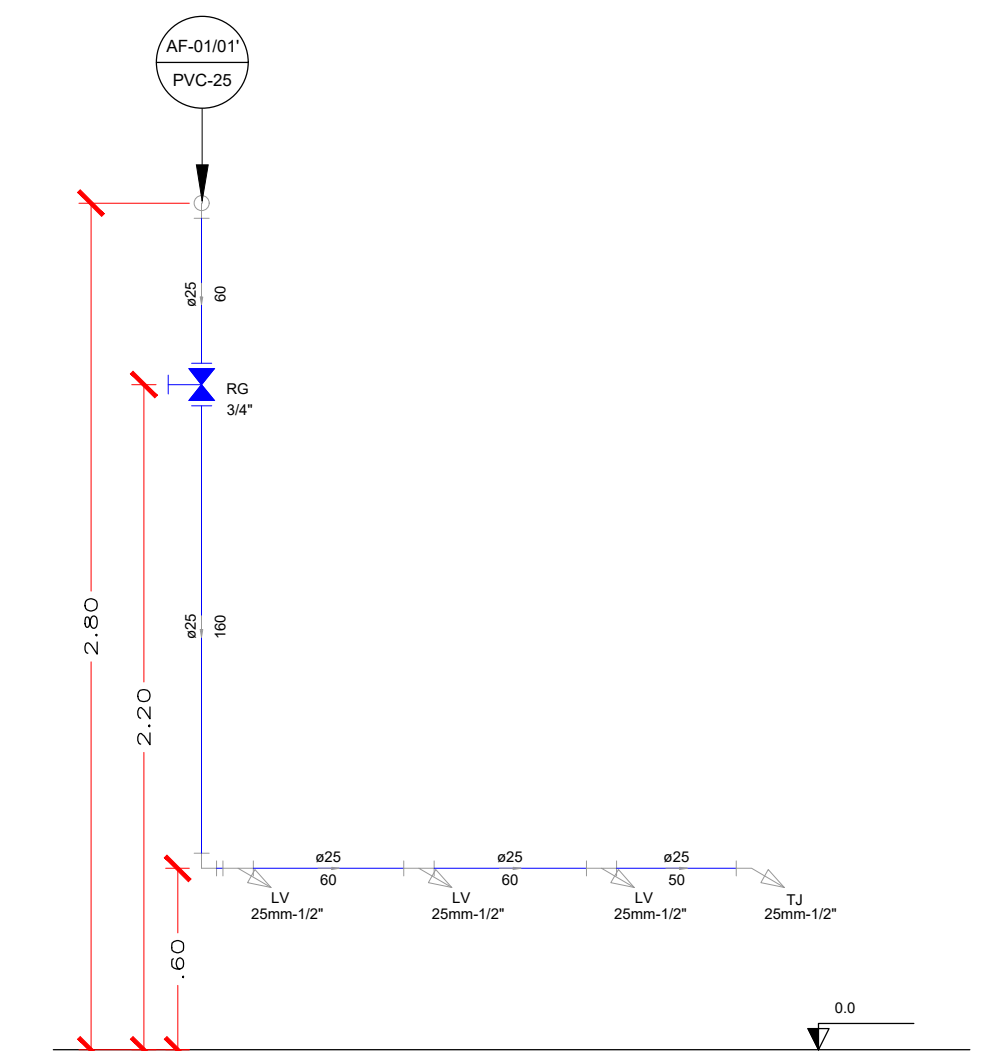 AF-01/01'
PVC-25
ø25
60
RG
3/4"
2.80
ø25
160
2.20
ø25
ø25
ø25
60
60
50
LV
LV
LV
TJ
25mm-1/2"
25mm-1/2"
25mm-1/2"
25mm-1/2"
.60
0.0